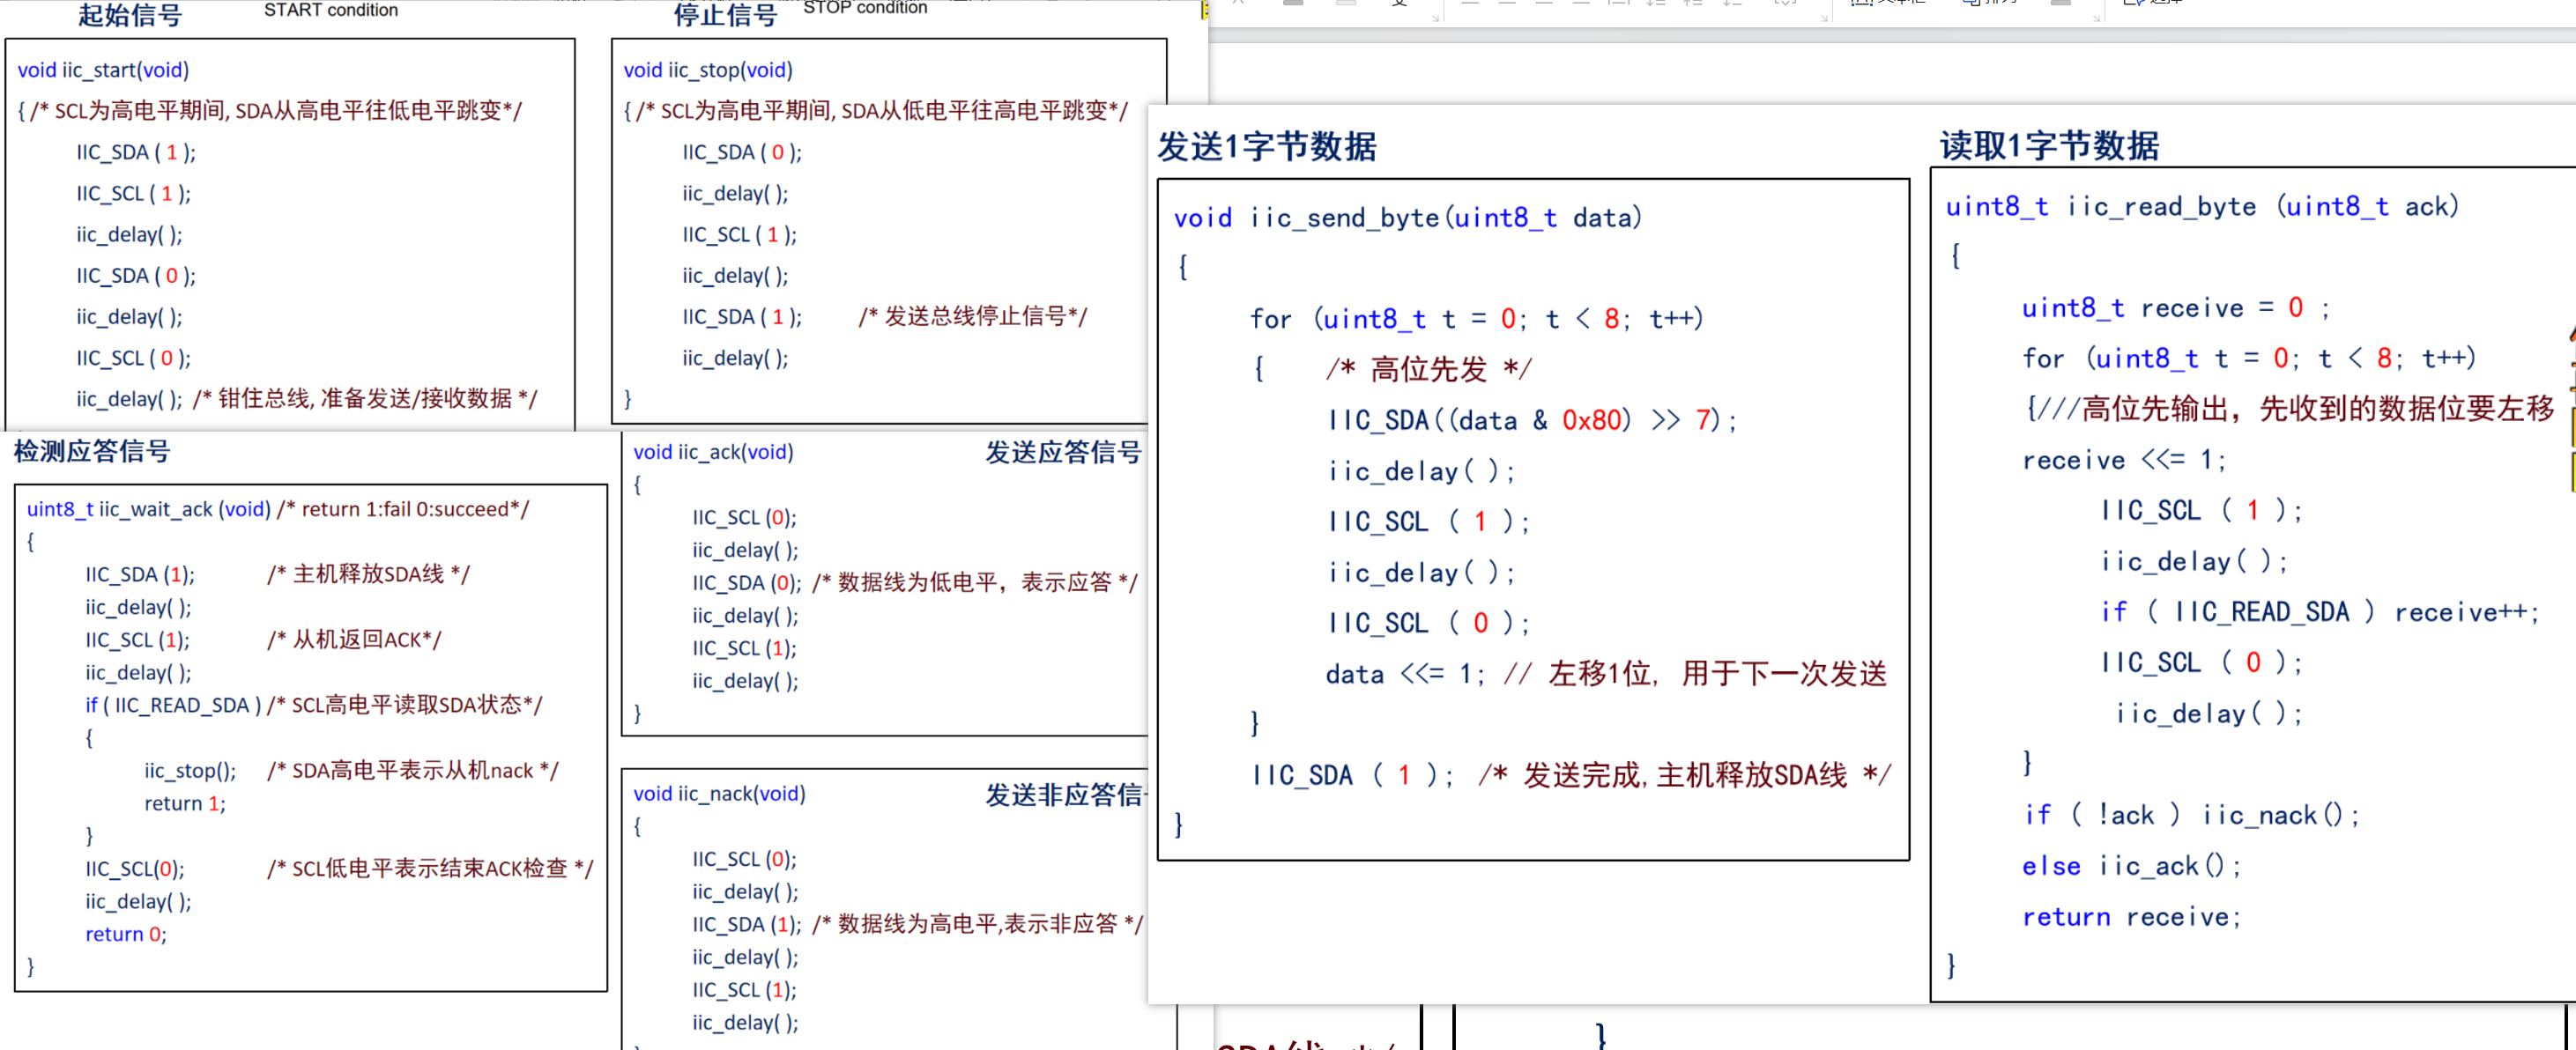 起始信号 START condition
void iic_start(void)
{ /* SCL为高电平期间, SDA从高电平往低电平跳变*/
IIC_SDA ( 1 );
IIC_SCL ( 1 );
iic_delay( );
IIC_SDA ( 0 );
iic_delay( );
IIC_SCL ( 0 );
iic_delay( ); /* 钳住总线, 准备发送/接收数据 */
停止信号 STOP condition
void iic_stop(void)
{ /* SCL为高电平期间, SDA从低电平往高电平跳变*/
IIC_SDA ( 0 );
iic_delay( );
IIC_SCL ( 1 );
iic_delay( );
IIC_SDA ( 1 ); /* 发送总线停止信号*/
iic_delay( );
}
检测应答信号
uint8_t iic_wait_ack (void) /* return 1:fail 0:succeed*/
{
IIC_SDA (1); /* 主机释放SDA线 */
iic_delay( );
IIC_SCL (1); /* 从机返回ACK*/
iic_delay( );
if ( IIC_READ_SDA ) /* SCL高电平读取SDA状态*/
{
iic_stop(); /* SDA高电平表示从机nack */
return 1;
}
IIC_SCL(0); /* SCL低电平表示结束ACK检查 */
iic_delay( );
return 0;
}
void iic_ack(void) 发送应答信号
{
IIC_SCL (0);
iic_delay( );
IIC_SDA (0); /* 数据线为低电平，表示应答 */
iic_delay( );
IIC_SCL (1);
iic_delay( );
}
void iic_nack(void) 发送非应答信
{
IIC_SCL (0);
iic_delay( );
IIC_SDA (1); /* 数据线为高电平,表示非应答 */
iic_delay( );
IIC_SCL (1);
iic_delay( );
发送1字节数据
void iic_send_byte(uint8_t data)
{
for (uint8_t t = 0; t < 8; t++)
{ /* 高位先发 */
IIC_SDA((data & 0x80) >> 7);
iic_delay( );
IIC_SCL ( 1 );
iic_delay( );
IIC_SCL ( 0 );
data <<= 1; // 左移1位, 用于下一次发送
}
IIC_SDA ( 1 ); /* 发送完成,主机释放SDA线 */
}
读取1字节数据
uint8_t iic_read_byte (uint8_t ack)
{
uint8_t receive = 0 ;
for (uint8_t t = 0; t < 8; t++)
{///高位先输出，先收到的数据位要左移
receive <<= 1;
IIC_SCL ( 1 );
iic_delay( );
if ( IIC_READ_SDA ) receive++;
IIC_SCL ( 0 );
iic_delay( );
}
if ( !ack ) iic_nack();
else iic_ack();
return receive;
}
}